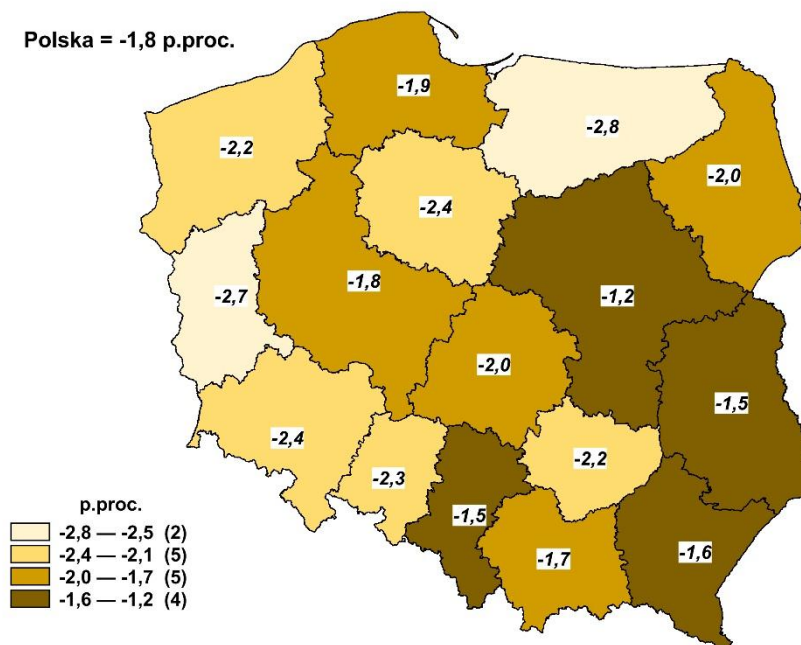 Polska = -1,8 p.proc.
-1,9
-2,8
-2,2
-2,0
-2,4
-1,8
-2,7
-1,2
-2,0
-1,5
-2,4
-2,2
-2,3
-1,5
-1,7
-1,6
p.proc.
-2,8 — -2,5 (2)
-2,4 — -2,1 (5)
-2,0 — -1,7 (5)
-1,6 — -1,2 (4)